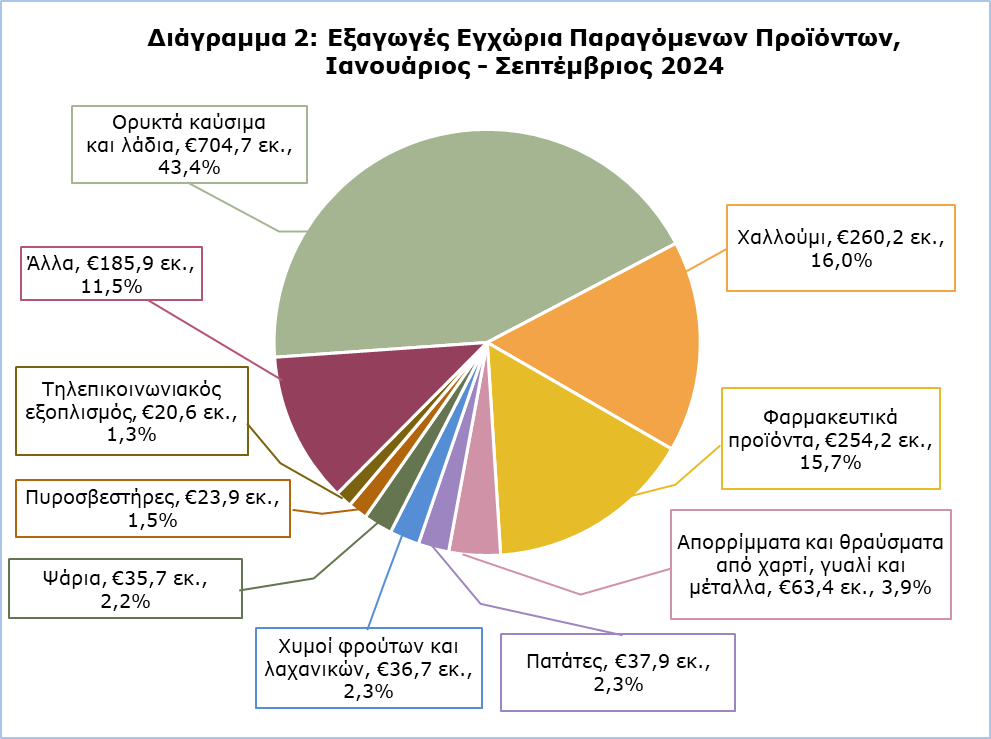 Διάγραμμα 2: Εξαγωγές Εγχώρια Παραγόμενων Προϊόντων,
Ιανουάριος - Σεπτέμβριος 2024
Ορυκτά καύσιμα
και λάδια, €704,7 εκ.,
43,4%
Χαλλούμι, €260,2 εκ.,
16,0%
Άλλα, €185,9 εκ.,
11,5%
Τηλεπικοινωνιακός
εξοπλισμός, €20,6 εκ.,
1,3%
Φαρμακευτικά
προϊόντα, €254,2 εκ.,
15,7%
Πυροσβεστήρες, €23,9 εκ.,
1,5%
Απορρίμματα και θραύσματα
από χαρτί, γυαλί και
μέταλλα, €63,4 εκ., 3,9%
Ψάρια, €35,7 εκ.,
2,2%
Χυμοί φρούτων και
λαχανικών, €36,7 εκ.,
2,3%
Πατάτες, €37,9 εκ.,
2,3%